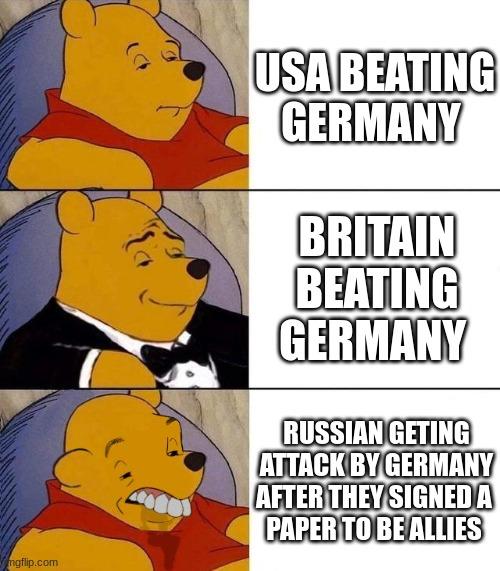 USA BEATING
GERMANY
BRITAIN
BEATING
GERMANY
RUSSIAN GETING
ATTACK BY GERMANY
AFTER THEY SIGNED A
PAPER TO BE ALLIES
imgflip.com